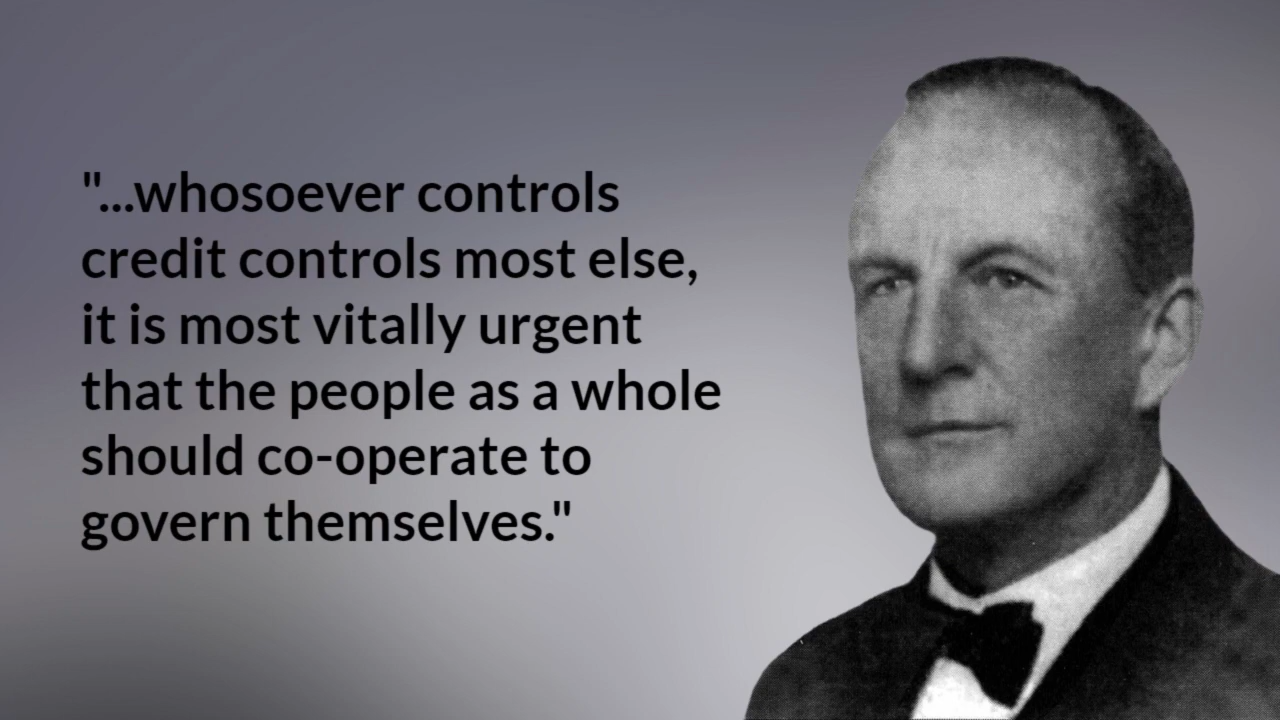 "...whosoever controls
credit controls most else,
it is most vitally urgent
that the people as a whole
should co-operate to
govern themselves."